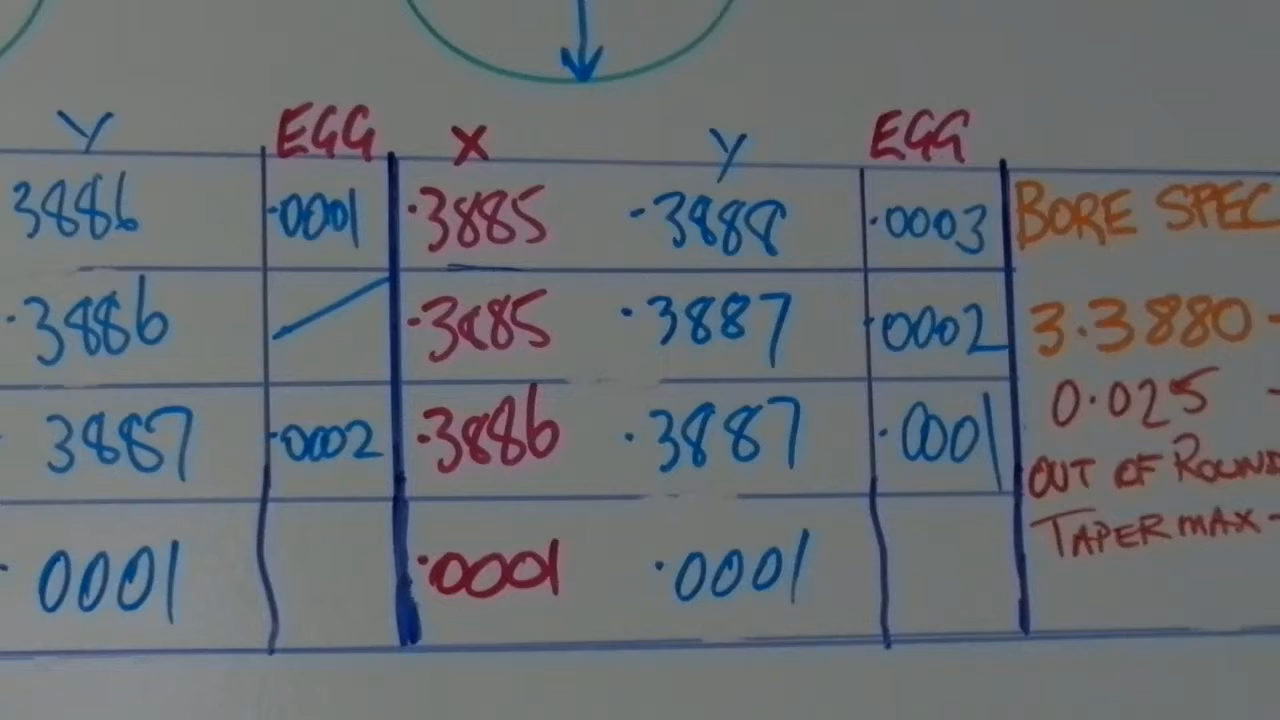 Y EGG X Y EGG
3886 .0001 .3885 .3888 .0003 BORE SPEC
.3886 .3885 .3887 .0002 3.3880 -
0.025 -
3887 .0002 .3886 .3887 .0001
OUT OF ROUND
TAPER MAX -
.0001 .0001 .0001